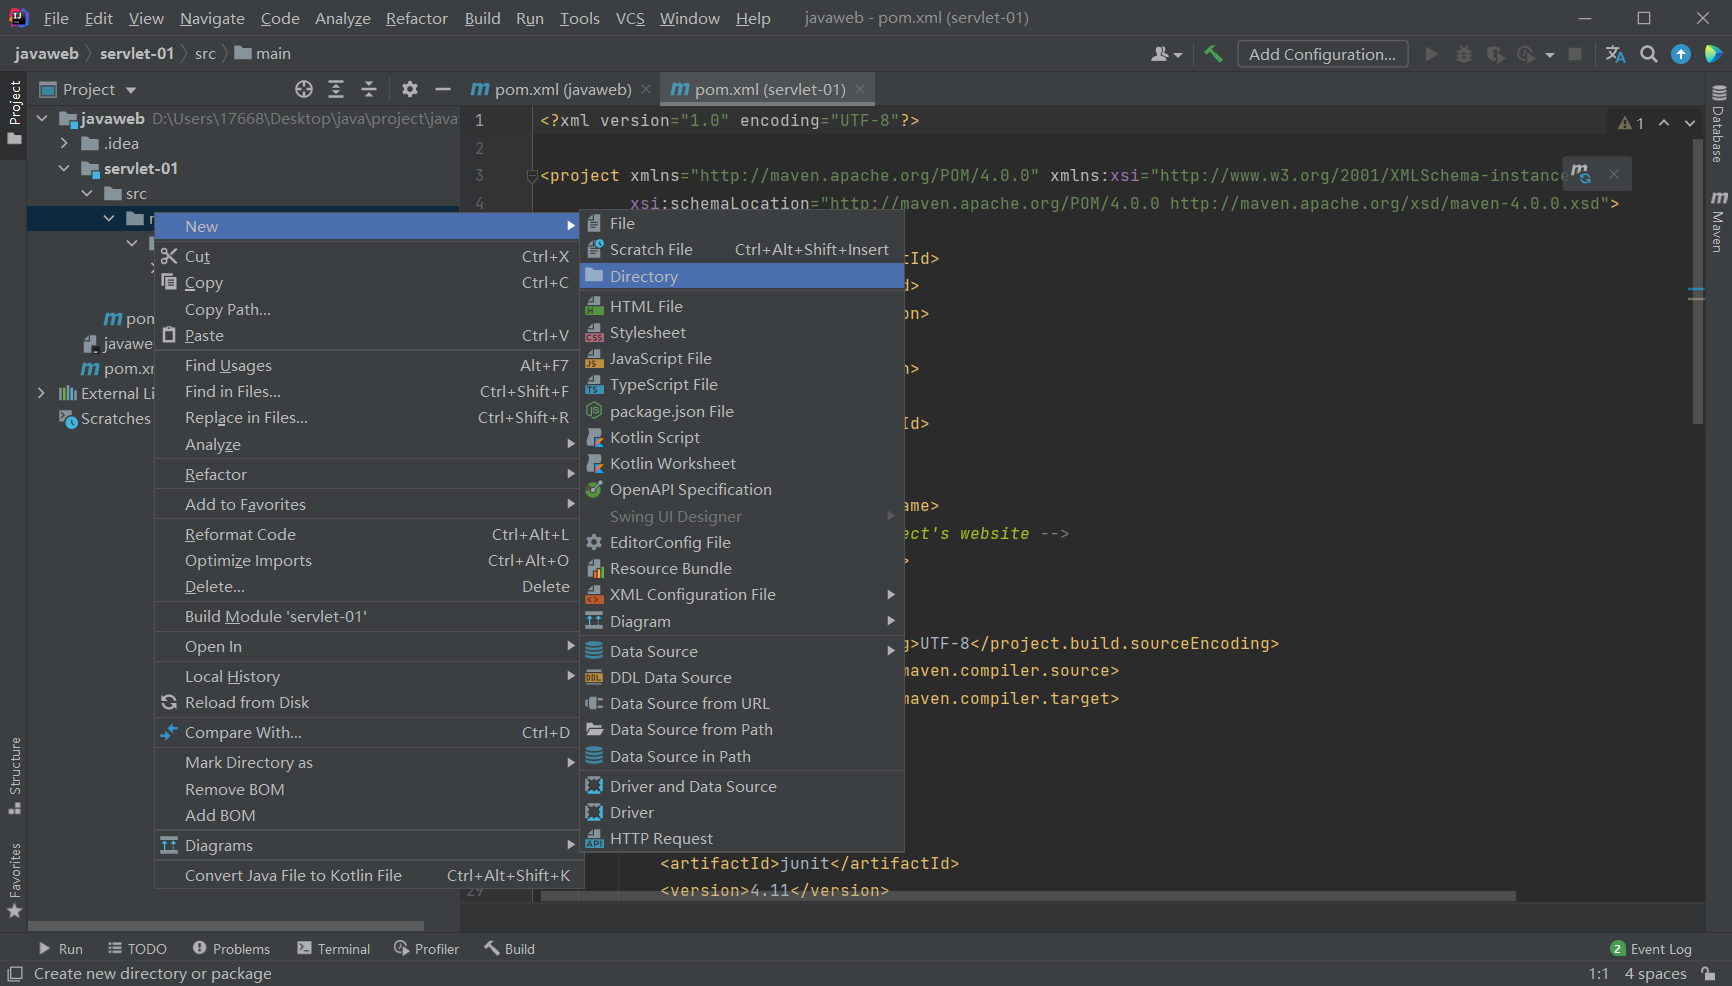 File Edit View Navigate Code Analyze Refactor Build Run Tools VCS Window Help javaweb - pom.xml (servlet-01)
javaweb servlet-01 src main Add Configuration...
Project
Project
pom.xml (javaweb) pom.xml (servlet-01)
javaweb D:\Users\17668\Desktop\java\project\java
.idea
servlet-01
src
pom
javawe
pom.xm
External Li
Scratches
Structure
Favorites
1 <?xml version="1.0" encoding="UTF-8"?>
2
3 <project xmlns="http://maven.apache.org/POM/4.0.0" xmlns:xsi="http://www.w3.org/2001/XMLSchema-instance
4 xsi:schemaLocation="http://maven.apache.org/POM/4.0.0 http://maven.apache.org/xsd/maven-4.0.0.xsd">
tId>
d>
on>
n>
tId>
ame>
ect's website -->
>
g>UTF-8</project.build.sourceEncoding>
maven.compiler.source>
maven.compiler.target>
<artifactId>junit</artifactId>
29 <version>4.11</version>
1
Database
Maven
New
Cut Ctrl+X
Copy Ctrl+C
Copy Path...
Paste Ctrl+V
Find Usages Alt+F7
Find in Files... Ctrl+Shift+F
Replace in Files... Ctrl+Shift+R
Analyze
Refactor
Add to Favorites
Reformat Code Ctrl+Alt+L
Optimize Imports Ctrl+Alt+O
Delete... Delete
Build Module 'servlet-01'
Open In
Local History
Reload from Disk
Compare With... Ctrl+D
Mark Directory as
Remove BOM
Add BOM
Diagrams
Convert Java File to Kotlin File Ctrl+Alt+Shift+K
File
Scratch File Ctrl+Alt+Shift+Insert
Directory
HTML File
Stylesheet
JavaScript File
TypeScript File
package.json File
Kotlin Script
Kotlin Worksheet
OpenAPI Specification
Swing UI Designer
EditorConfig File
Resource Bundle
XML Configuration File
Diagram
Data Source
DDL Data Source
Data Source from URL
Data Source from Path
Data Source in Path
Driver and Data Source
Driver
HTTP Request
Run TODO Problems Terminal Profiler Build 2 Event Log
Create new directory or package 1:1 4 spaces